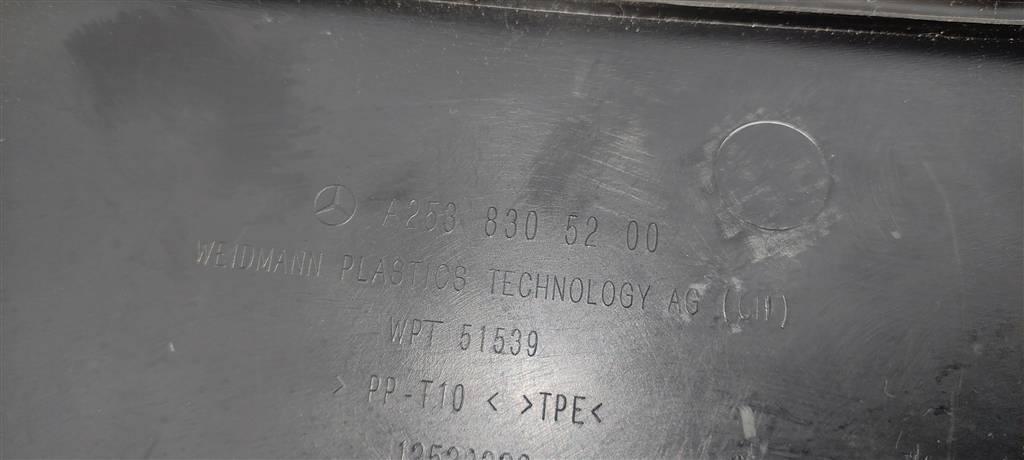 A253 830 52 00
WEIDMANN PLASTICS TECHNOLOGY AG (CH)
WPT 51539
> PP-T10 < >TPE<